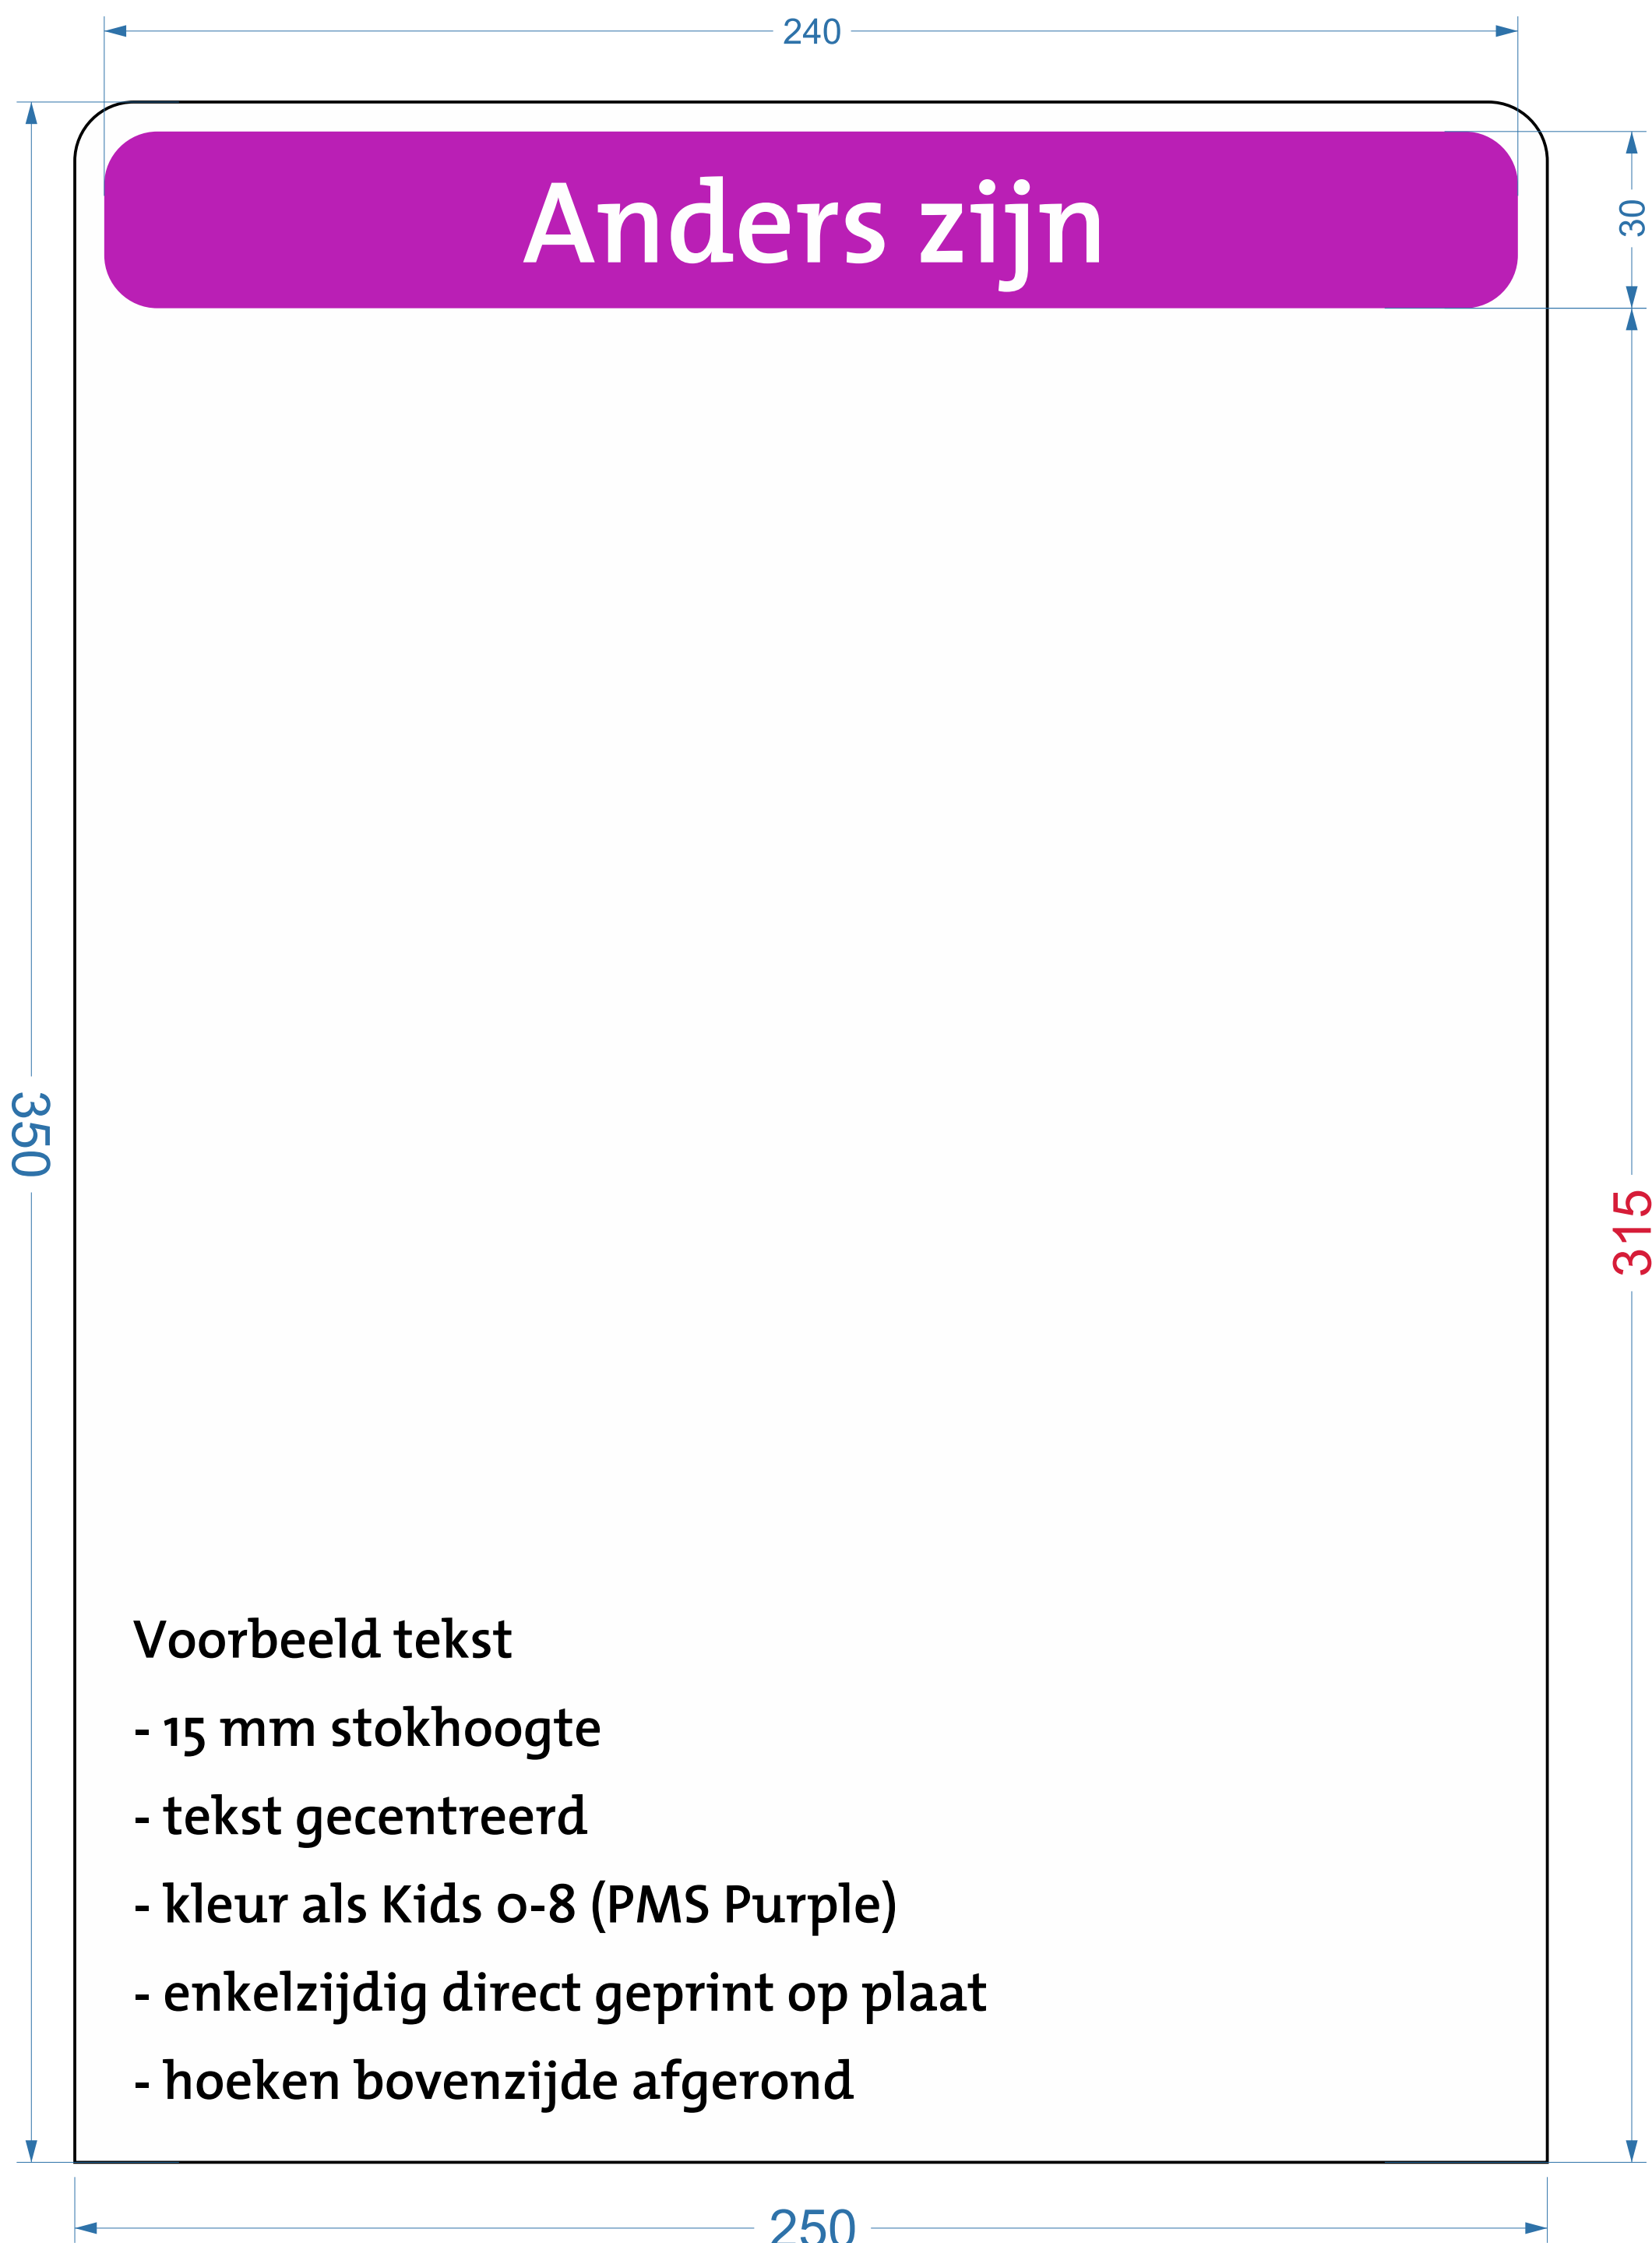 240
Anders zijn
30
350
315
Voorbeeld tekst
- 15 mm stokhoogte
- tekst gecentreerd
- kleur als Kids 0-8 (PMS Purple)
- enkelzijdig direct geprint op plaat
- hoeken bovenzijde afgerond
250